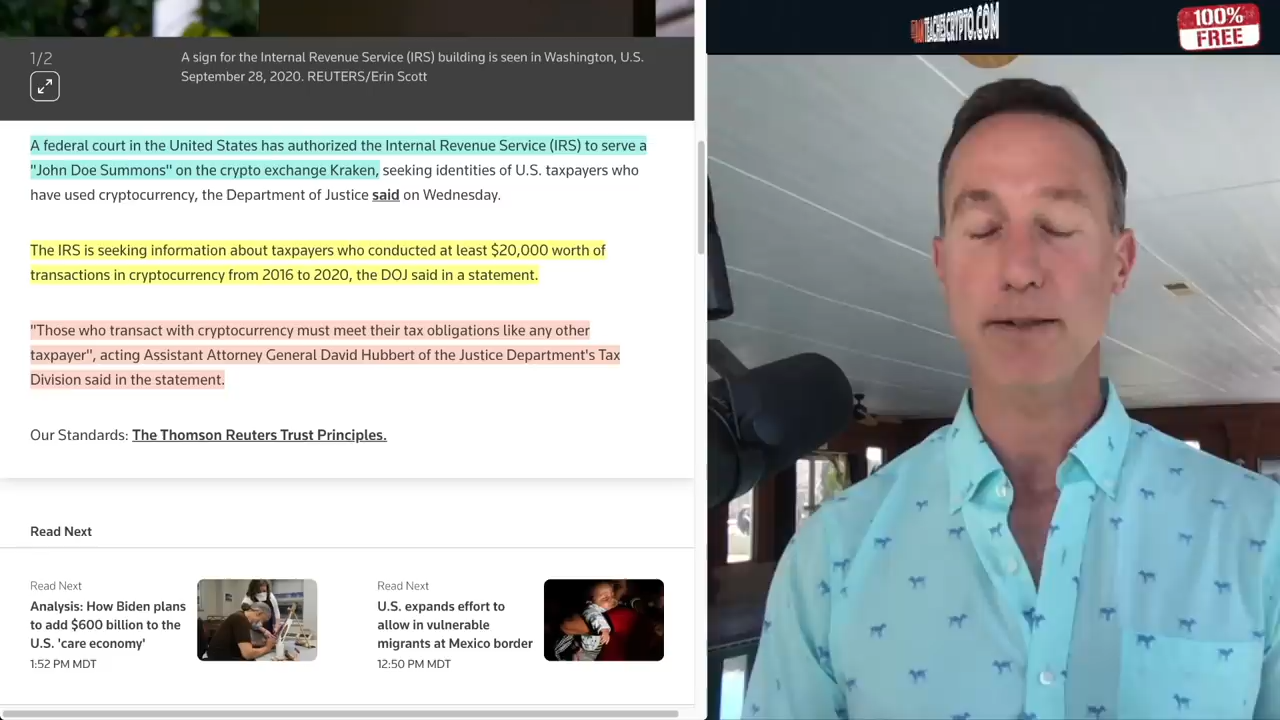 1/2
A sign for the Internal Revenue Service (IRS) building is seen in Washington, U.S.
September 28, 2020. REUTERS/Erin Scott
A federal court in the United States has authorized the Internal Revenue Service (IRS) to serve a
"John Doe Summons" on the crypto exchange Kraken, seeking identities of U.S. taxpayers who
have used cryptocurrency, the Department of Justice said on Wednesday.
The IRS is seeking information about taxpayers who conducted at least $20,000 worth of
transactions in cryptocurrency from 2016 to 2020, the DOJ said in a statement.
"Those who transact with cryptocurrency must meet their tax obligations like any other
taxpayer", acting Assistant Attorney General David Hubbert of the Justice Department's Tax
Division said in the statement.
Our Standards: The Thomson Reuters Trust Principles.
Read Next
Read Next
Analysis: How Biden plans
to add $600 billion to the
U.S. 'care economy'
1:52 PM MDT
Read Next
U.S. expands effort to
allow in vulnerable
migrants at Mexico border
12:50 PM MDT
100%
FREE